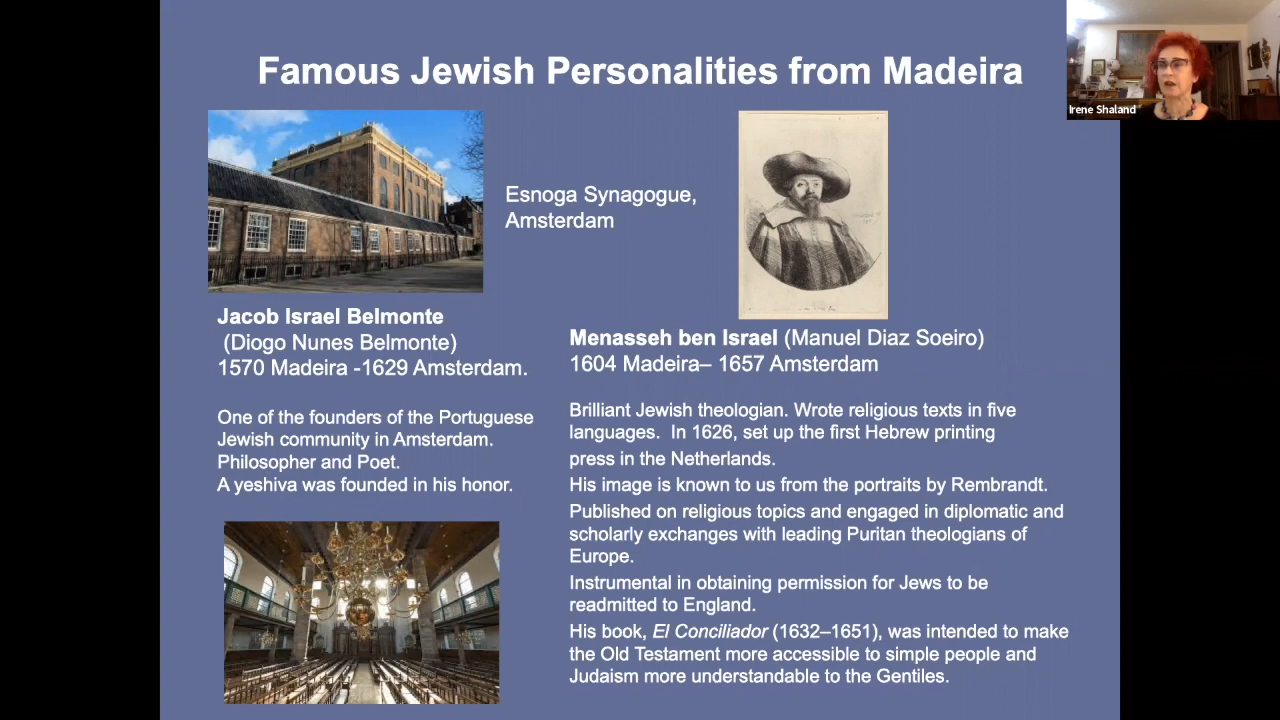 Famous Jewish Personalities from Madeira
Irene Shaland
Esnoga Synagogue,
Amsterdam
Jacob Israel Belmonte
(Diogo Nunes Belmonte)
1570 Madeira -1629 Amsterdam.
One of the founders of the Portuguese
Jewish community in Amsterdam.
Philosopher and Poet.
A yeshiva was founded in his honor.
Menasseh ben Israel (Manuel Diaz Soeiro)
1604 Madeira– 1657 Amsterdam
Brilliant Jewish theologian. Wrote religious texts in five
languages.  In 1626, set up the first Hebrew printing
press in the Netherlands.
His image is known to us from the portraits by Rembrandt.
Published on religious topics and engaged in diplomatic and
scholarly exchanges with leading Puritan theologians of
Europe.
Instrumental in obtaining permission for Jews to be
readmitted to England.
His book, El Conciliador (1632–1651), was intended to make
the Old Testament more accessible to simple people and
Judaism more understandable to the Gentiles.